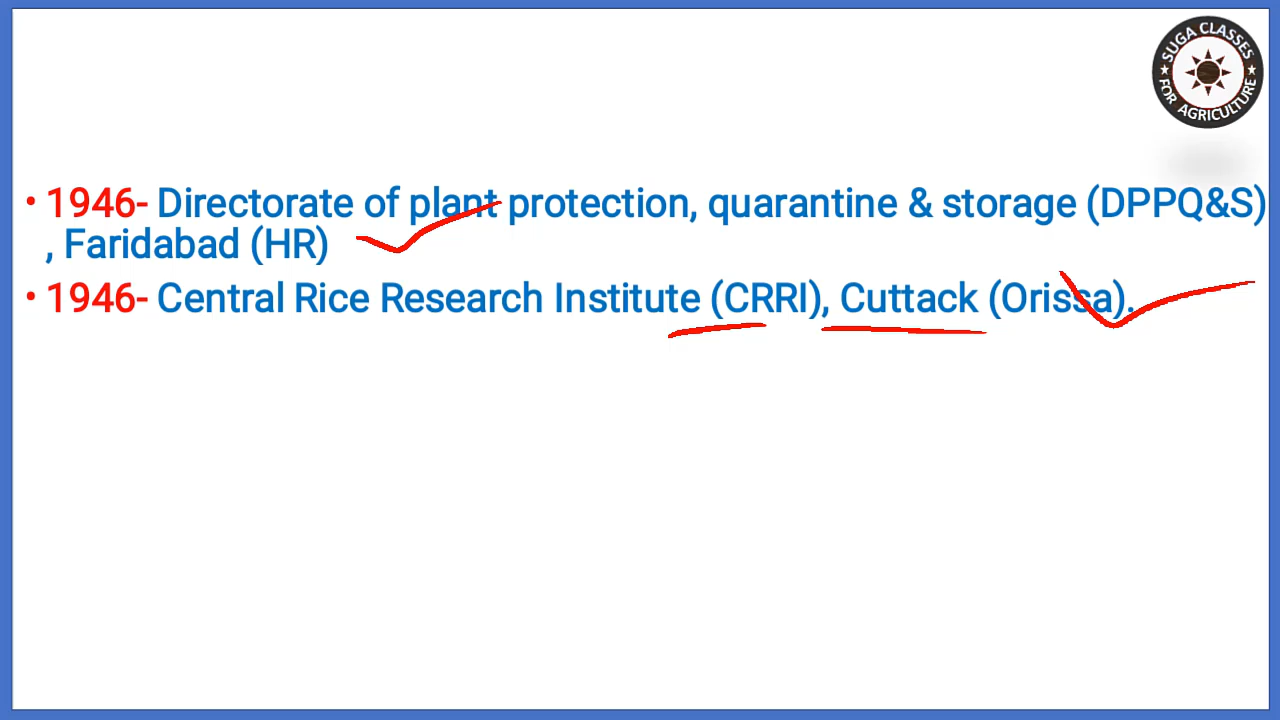 SUGA CLASSES
FOR AGRICULTURE
• 1946- Directorate of plant protection, quarantine & storage (DPPQ&S)
, Faridabad (HR)
• 1946- Central Rice Research Institute (CRRI), Cuttack (Orissa).